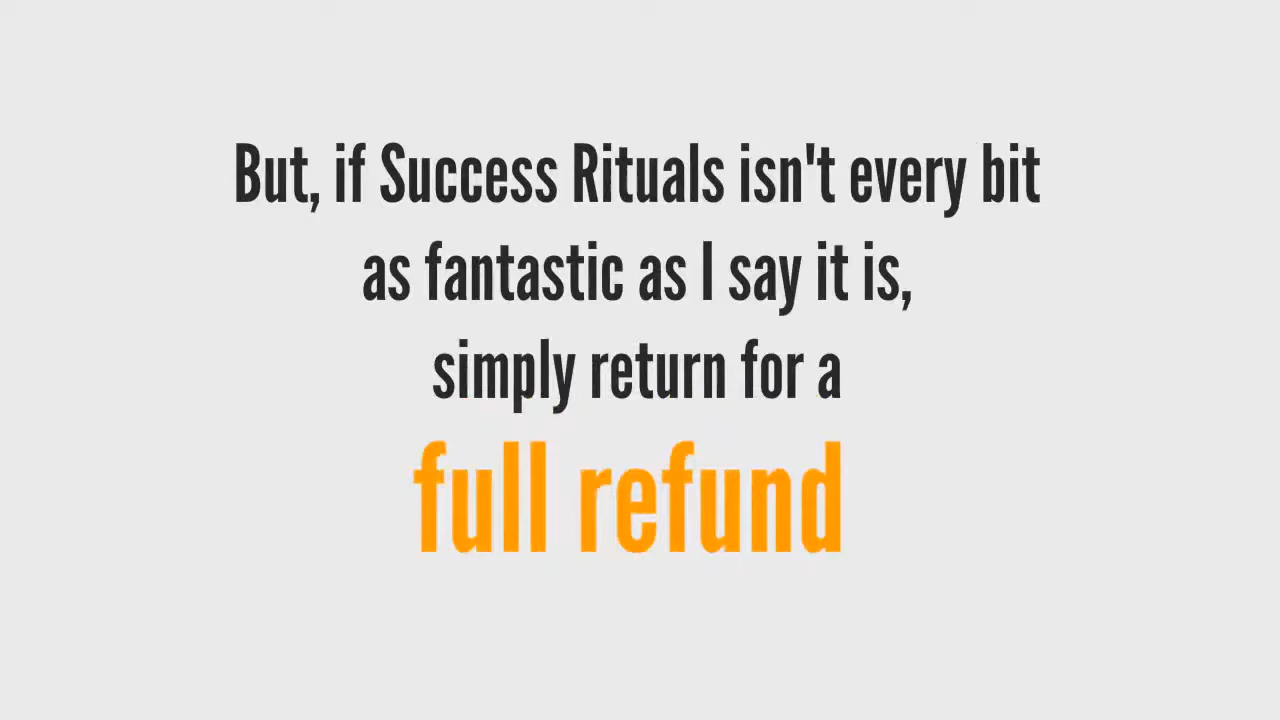 But, if Success Rituals isn't every bit
as fantastic as I say it is,
simply return for a
full refund